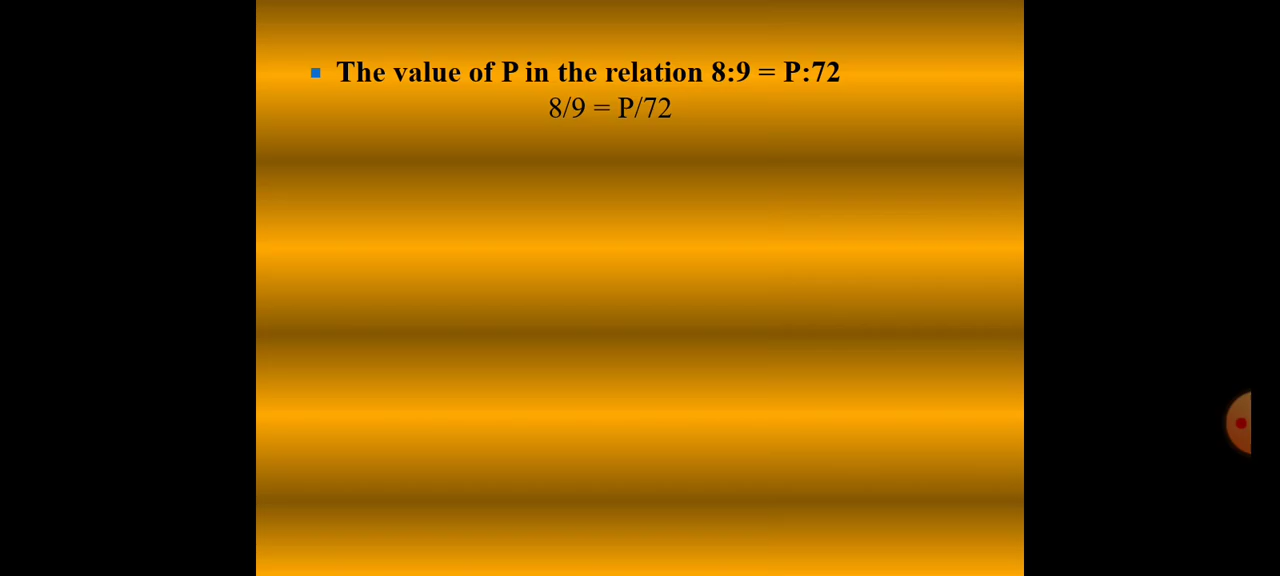 The value of P in the relation 8:9 = P:72
8/9 = P/72